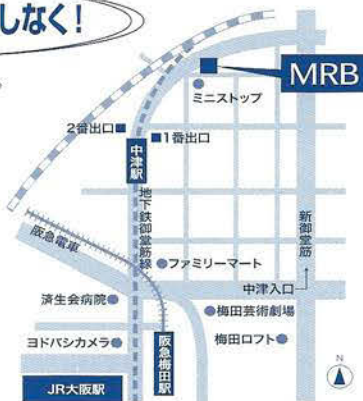 しなく!
MRB
ミニストップ
2番出口
1番出口
中津駅
地下鉄御堂筋線
新御堂筋
阪急電車
ファミリーマート
中津入口
済生会病院
梅田芸術劇場
ヨドバシカメラ
阪急梅田駅
梅田ロフト
JR大阪駅
N